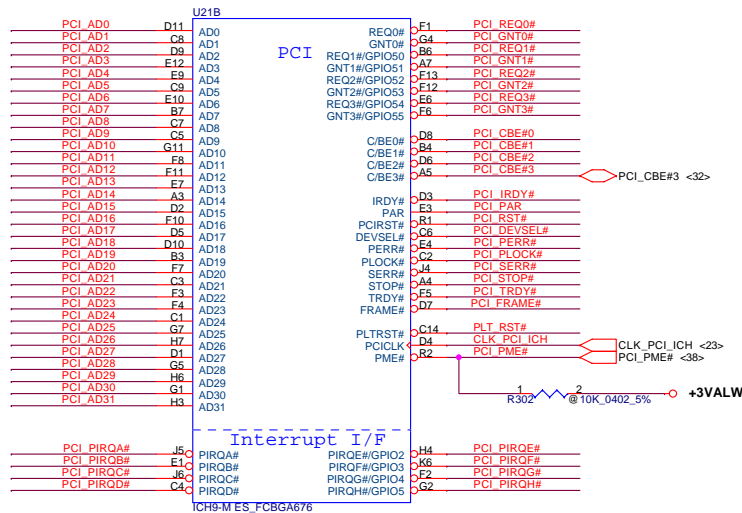 U21B
PCI
PCI_AD0 D11 AD0 REQ0# F1 PCI_REQ0#
PCI_AD1 C8 AD1 GNT0# G4 PCI_GNT0#
PCI_AD2 D9 AD2 REQ1#/GPIO50 B6 PCI_REQ1#
PCI_AD3 E12 AD3 GNT1#/GPIO51 A7 PCI_GNT1#
PCI_AD4 E9 AD4 REQ2#/GPIO52 F13 PCI_REQ2#
PCI_AD5 C9 AD5 GNT2#/GPIO53 F12 PCI_GNT2#
PCI_AD6 E10 AD6 REQ3#/GPIO54 E6 PCI_REQ3#
PCI_AD7 B7 AD7 GNT3#/GPIO55 F6 PCI_GNT3#
PCI_AD8 C7 AD8
PCI_AD9 C5 AD9 C/BE0# D8 PCI_CBE#0
PCI_AD10 G11 AD10 C/BE1# B4 PCI_CBE#1
PCI_AD11 F8 AD11 C/BE2# D6 PCI_CBE#2
PCI_AD12 F11 AD12 C/BE3# A5 PCI_CBE#3 PCI_CBE#3 <32>
PCI_AD13 E7 AD13
PCI_AD14 A3 AD14 IRDY# D3 PCI_IRDY#
PCI_AD15 D2 AD15 PAR E3 PCI_PAR
PCI_AD16 F10 AD16 PCIRST# R1 PCI_RST#
PCI_AD17 D5 AD17 DEVSEL# C6 PCI_DEVSEL#
PCI_AD18 D10 AD18 PERR# E4 PCI_PERR#
PCI_AD19 B3 AD19 PLOCK# C2 PCI_PLOCK#
PCI_AD20 F7 AD20 SERR# J4 PCI_SERR#
PCI_AD21 C3 AD21 STOP# A4 PCI_STOP#
PCI_AD22 F3 AD22 TRDY# F5 PCI_TRDY#
PCI_AD23 F4 AD23 FRAME# D7 PCI_FRAME#
PCI_AD24 C1 AD24
PCI_AD25 G7 AD25 PLTRST# C14 PLT_RST#
PCI_AD26 H7 AD26 PCICLK D4 CLK_PCI_ICH CLK_PCI_ICH <23>
PCI_AD27 D1 AD27 PME# R2 PCI_PME# PCI_PME# <38>
PCI_AD28 G5 AD28
PCI_AD29 H6 AD29
PCI_AD30 G1 AD30 1 2 +3VALW
PCI_AD31 H3 AD31 R302 @10K_0402_5%
Interrupt I/F
PCI_PIRQA# J5 PIRQA# PIRQE#/GPIO2 H4 PCI_PIRQE#
PCI_PIRQB# E1 PIRQB# PIRQF#/GPIO3 K6 PCI_PIRQF#
PCI_PIRQC# J6 PIRQC# PIRQG#/GPIO4 F2 PCI_PIRQG#
PCI_PIRQD# C4 PIRQD# PIRQH#/GPIO5 G2 PCI_PIRQH#
ICH9-M ES_FCBGA676